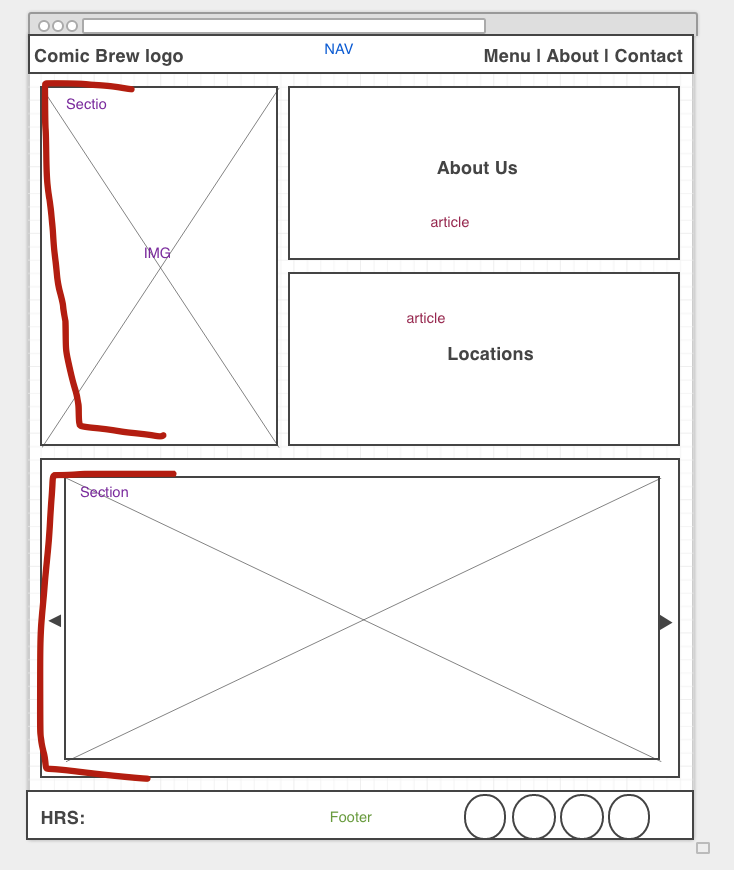 Comic Brew logo
NAV
Menu | About | Contact
Sectio
IMG
About Us
article
article
Locations
Section
HRS:
Footer